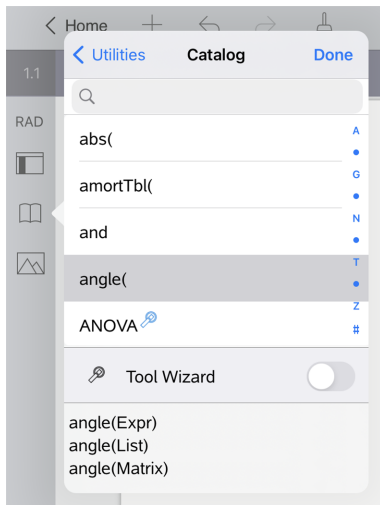 Home
Utilities Catalog Done
1.1
RAD
abs(
amortTbl(
and
angle(
ANOVA
A
G
N
T
Z
#
Tool Wizard
angle(Expr)
angle(List)
angle(Matrix)